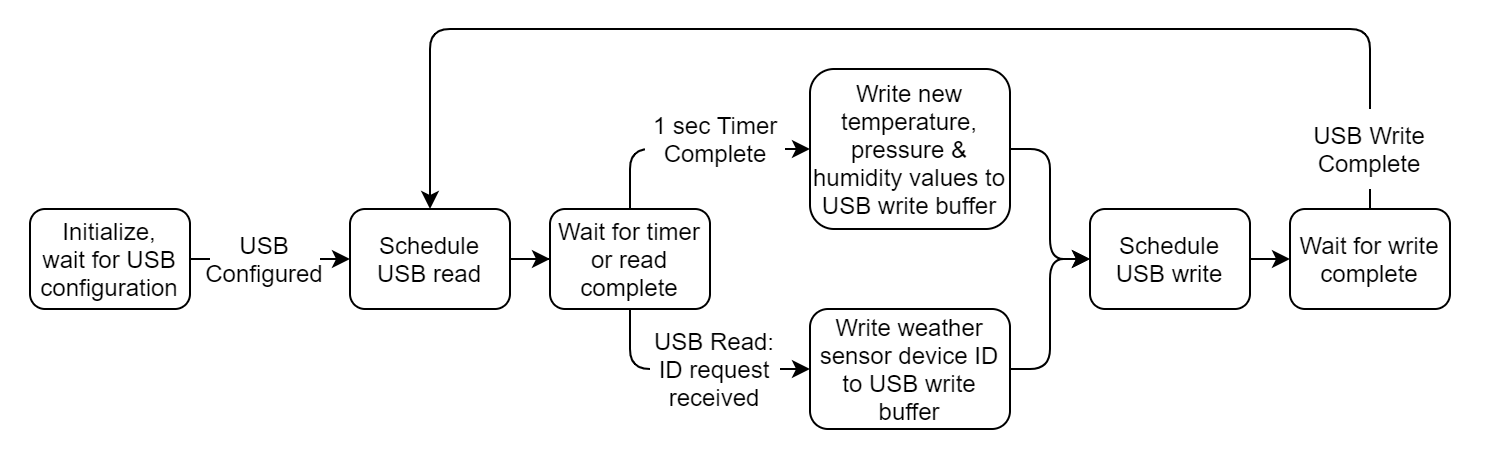 Initialize,
wait for USB
configuration
USB
Configured
Schedule
USB read
Wait for timer
or read
complete
1 sec Timer
Complete
Write new
temperature,
pressure &
humidity values to
USB write buffer
USB Read:
ID request
received
Write weather
sensor device ID
to USB write
buffer
Schedule
USB write
Wait for write
complete
USB Write
Complete